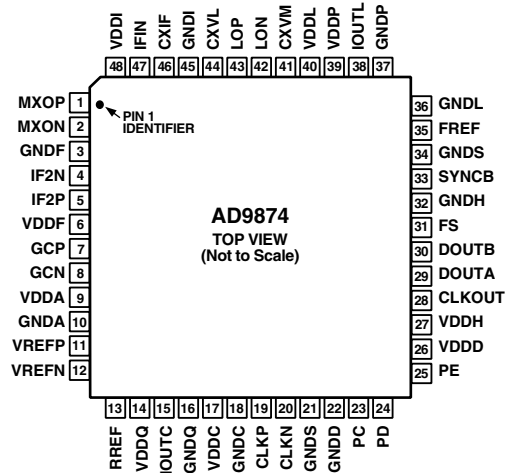 VDDI IFIN CXIF GNDI CXVL LOP LON CXVM VDDL VDDP IOUTL GNDP
48 47 46 45 44 43 42 41 40 39 38 37
MXOP 1
MXON 2
GNDF 3
IF2N 4
IF2P 5
VDDF 6
GCP 7
GCN 8
VDDA 9
GNDA 10
VREFP 11
VREFN 12
PIN 1
IDENTIFIER
AD9874
TOP VIEW
(Not to Scale)
36 GNDL
35 FREF
34 GNDS
33 SYNCB
32 GNDH
31 FS
30 DOUTB
29 DOUTA
28 CLKOUT
27 VDDH
26 VDDD
25 PE
13 14 15 16 17 18 19 20 21 22 23 24
RREF VDDQ IOUTC GNDQ VDDC GNDC CLKP CLKN GNDS GNDD PC PD